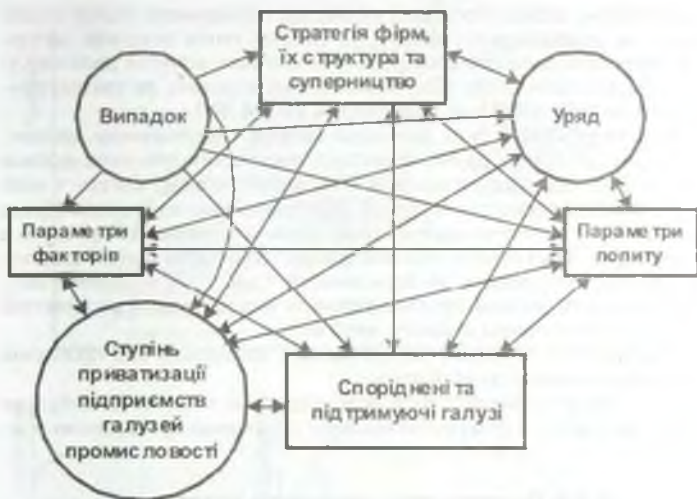 Стратегія фірм,
їх структура та
суперництво
Випадок
Уряд
Параметри
факторів
Параметри
попиту
Ступінь
приватизації
підприємств
галузей
промисловості
Споріднені та
підтримуючі галузі